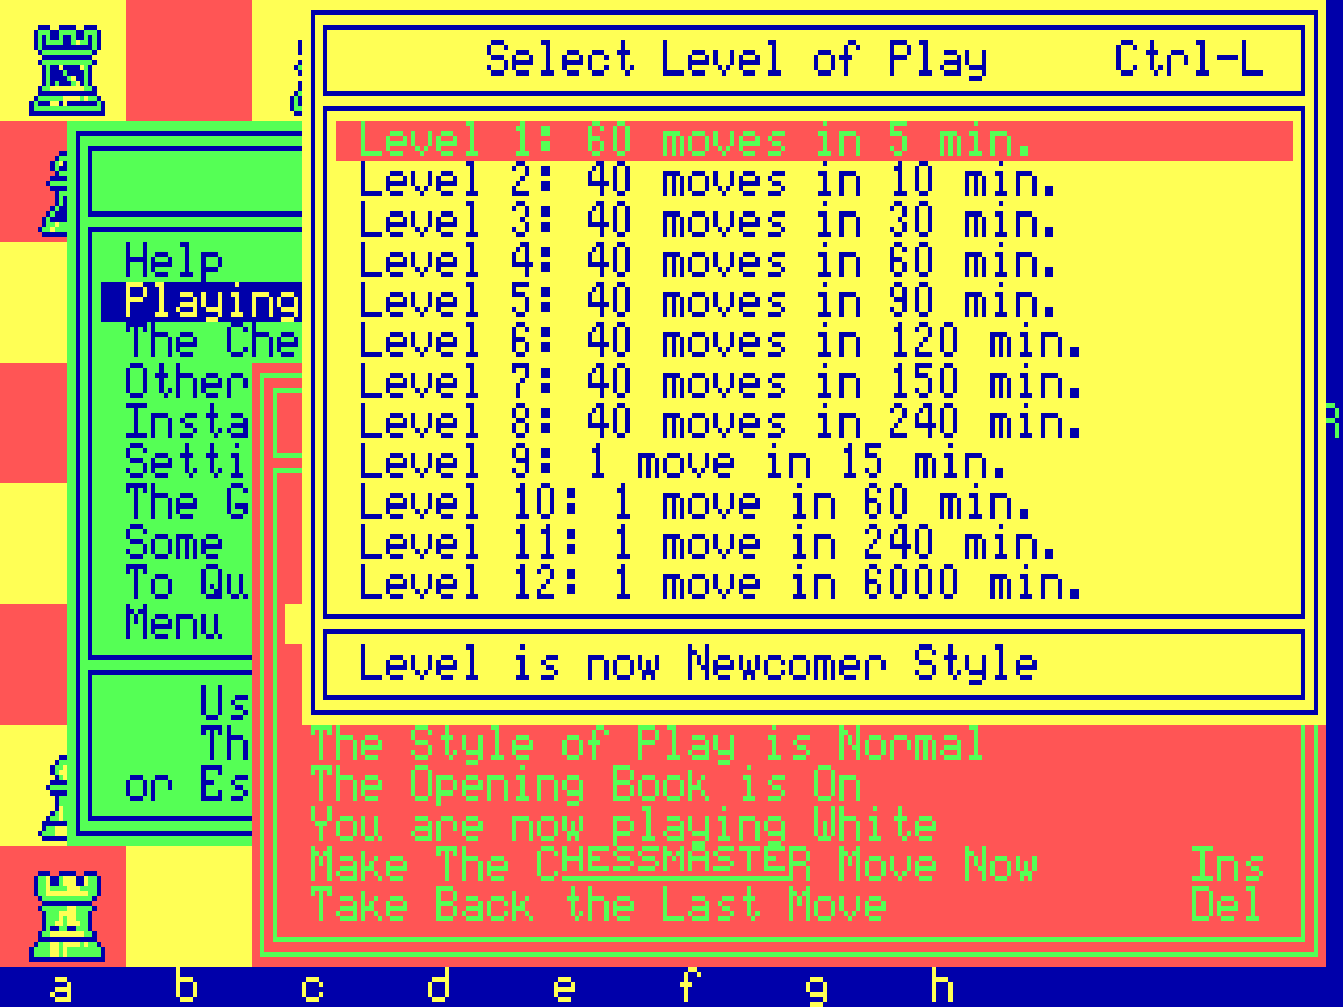 Select Level of Play Ctrl-L
Level 1: 60 moves in 5 min.
Level 2: 40 moves in 10 min.
Level 3: 40 moves in 30 min.
Level 4: 40 moves in 60 min.
Level 5: 40 moves in 90 min.
Level 6: 40 moves in 120 min.
Level 7: 40 moves in 150 min.
Level 8: 40 moves in 240 min.
Level 9: 1 move in 15 min.
Level 10: 1 move in 60 min.
Level 11: 1 move in 240 min.
Level 12: 1 move in 6000 min.
Level is now Newcomer Style
Help
Playing
The Che
Other
Insta
Setti
The G
Some
To Qu
Menu
Us
Th
or Es
The Style of Play is Normal
The Opening Book is On
You are now playing White
Make The CHESSMASTER Move Now Ins
Take Back the Last Move Del
a b c d e f g h